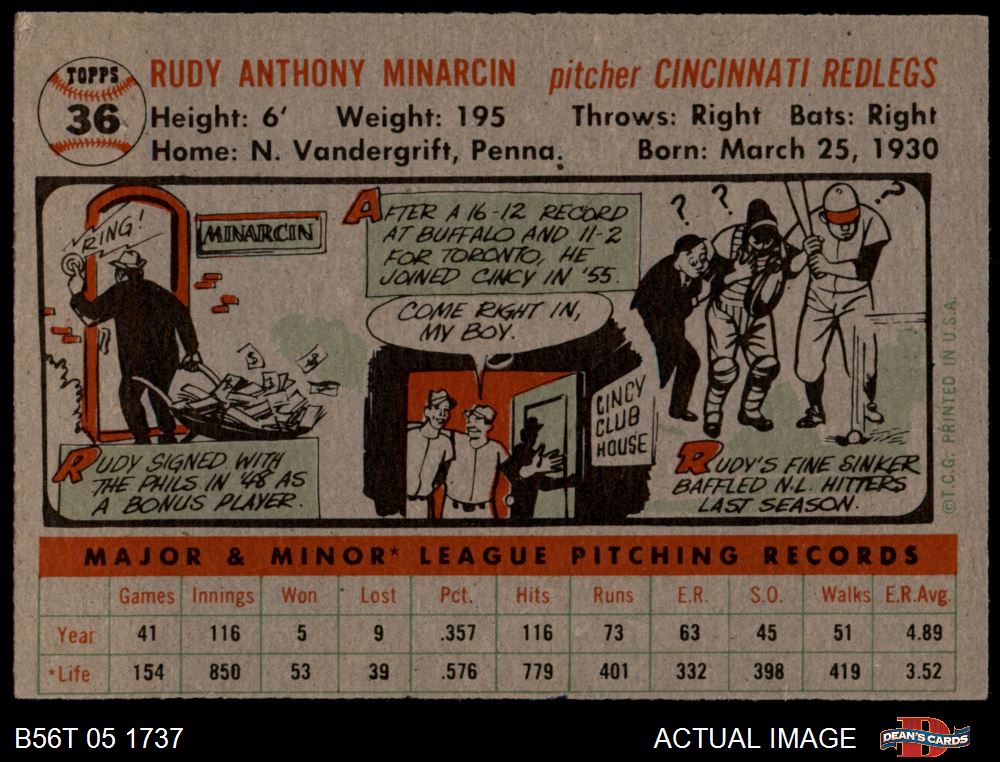 TOPPS
36
RUDY ANTHONY MINARCIN pitcher CINCINNATI REDLEGS
Height: 6' Weight: 195 Throws: Right Bats: Right
Home: N. Vandergrift, Penna. Born: March 25, 1930
RING!
MINARCIN
RUDY SIGNED WITH
THE PHILS IN '48 AS
A BONUS PLAYER.
AFTER A 16-12 RECORD
AT BUFFALO AND 11-2
FOR TORONTO, HE
JOINED CINCY IN '55.
COME RIGHT IN,
MY BOY.
CINCY
CLUB
HOUSE
? ? ?
RUDY'S FINE SINKER
BAFFLED N.L. HITTERS
LAST SEASON.
©T.C.G. PRINTED IN U.S.A.
MAJOR & MINOR* LEAGUE PITCHING RECORDS
Games Innings Won Lost Pct. Hits Runs E.R. S.O. Walks E.R.Avg.
Year 41 116 5 9 .357 116 73 63 45 51 4.89
*Life 154 850 53 39 .576 779 401 332 398 419 3.52
B56T 05 1737
ACTUAL IMAGE
DEAN'S CARDS